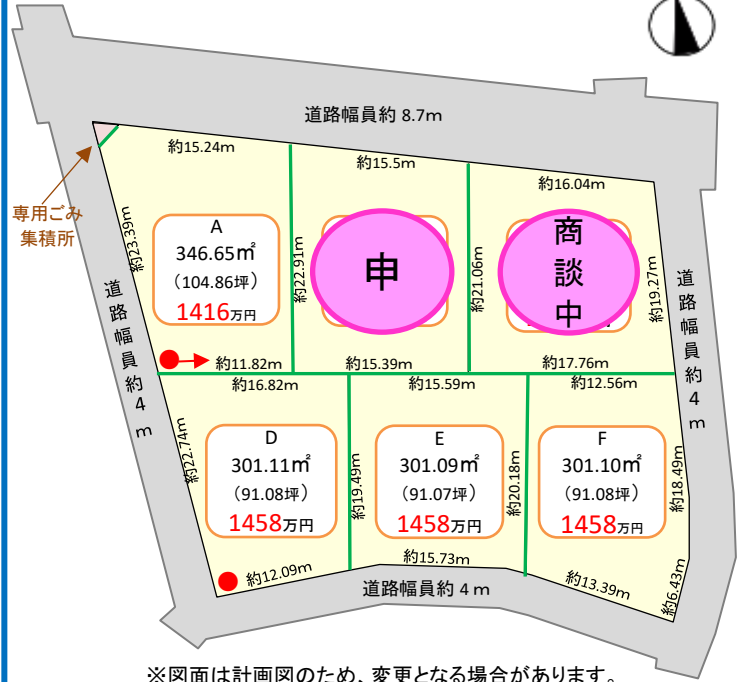 道路幅員約 8.7m
約15.24m
約15.5m
約16.04m
専用ごみ
集積所
約23.39m
A
346.65㎡
(104.86坪)
1416万円
約22.91m
申
約21.06m
商
談
中
約19.27m
道路幅員約4m
道路幅員約4m
約11.82m
約15.39m
約17.76m
約16.82m
約15.59m
約12.56m
約22.74m
D
301.11㎡
(91.08坪)
1458万円
約19.49m
E
301.09㎡
(91.07坪)
1458万円
約20.18m
F
301.10㎡
(91.08坪)
1458万円
約18.49m
約12.09m
約15.73m
約13.39m
約6.43m
道路幅員約 4 m
※図面は計画図のため、変更となる場合があります。